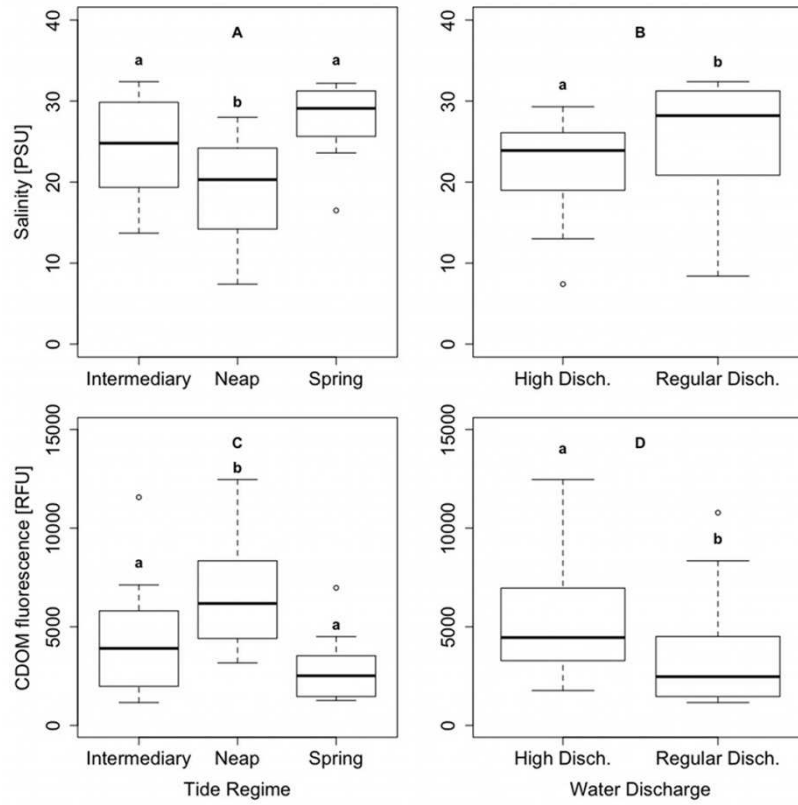 A
a
b
a
Salinity [PSU]
40
30
20
10
0
Intermediary Neap Spring
B
a
b
40
30
20
10
0
High Disch. Regular Disch.
C
a
b
a
CDOM fluorescence [RFU]
15000
10000
5000
0
Intermediary Neap Spring
Tide Regime
D
a
b
15000
10000
5000
0
High Disch. Regular Disch.
Water Discharge